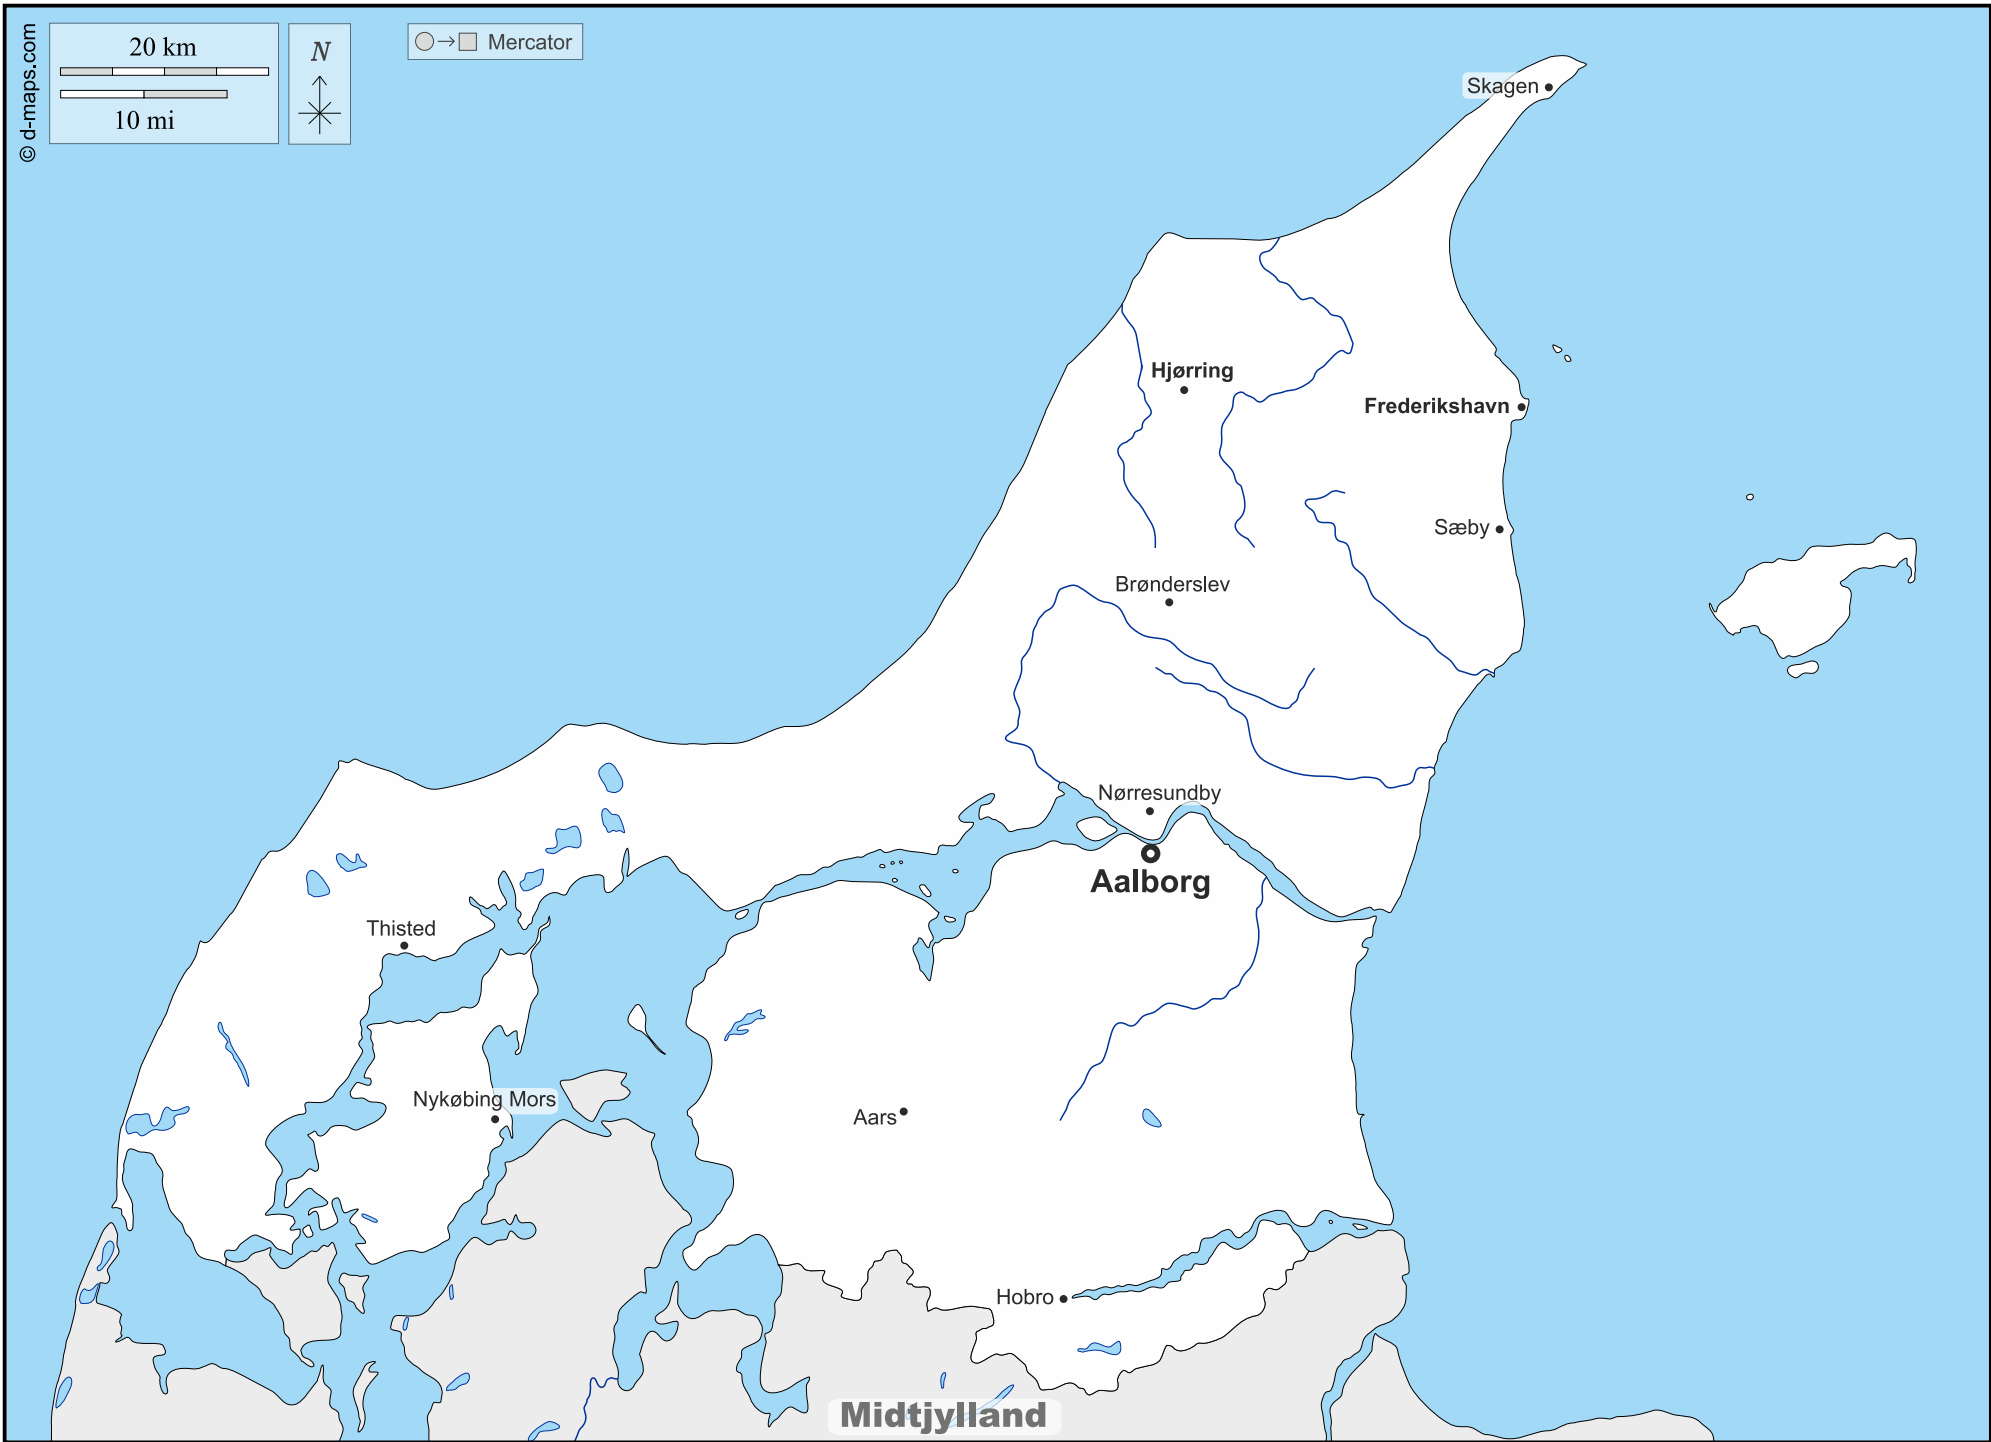 © d-maps.com
20 km
10 mi
N
Mercator
Skagen
Hjørring
Frederikshavn
Sæby
Brønderslev
Nørresundby
Aalborg
Thisted
Nykøbing Mors
Aars
Hobro
Midtjylland